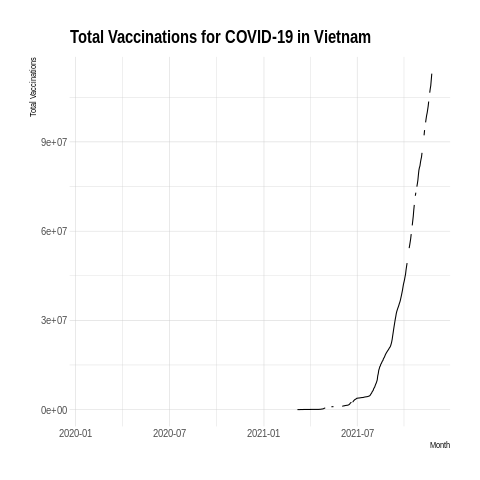 Total Vaccinations for COVID-19 in Vietnam
Total Vaccinations
9e+07
6e+07
3e+07
0e+00
2020-01 2020-07 2021-01 2021-07
Month